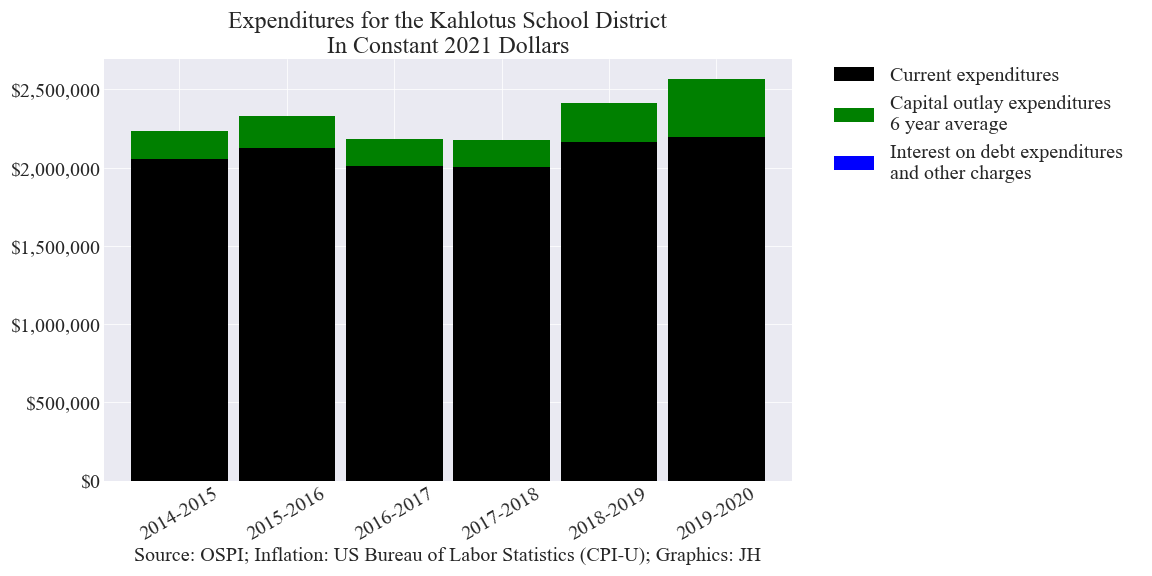 Expenditures for the Kahlotus School District
In Constant 2021 Dollars
$2,500,000
$2,000,000
$1,500,000
$1,000,000
$500,000
$0
2014-2015
2015-2016
2016-2017
2017-2018
2018-2019
2019-2020
Source: OSPI; Inflation: US Bureau of Labor Statistics (CPI-U); Graphics: JH
Current expenditures
Capital outlay expenditures
6 year average
Interest on debt expenditures
and other charges